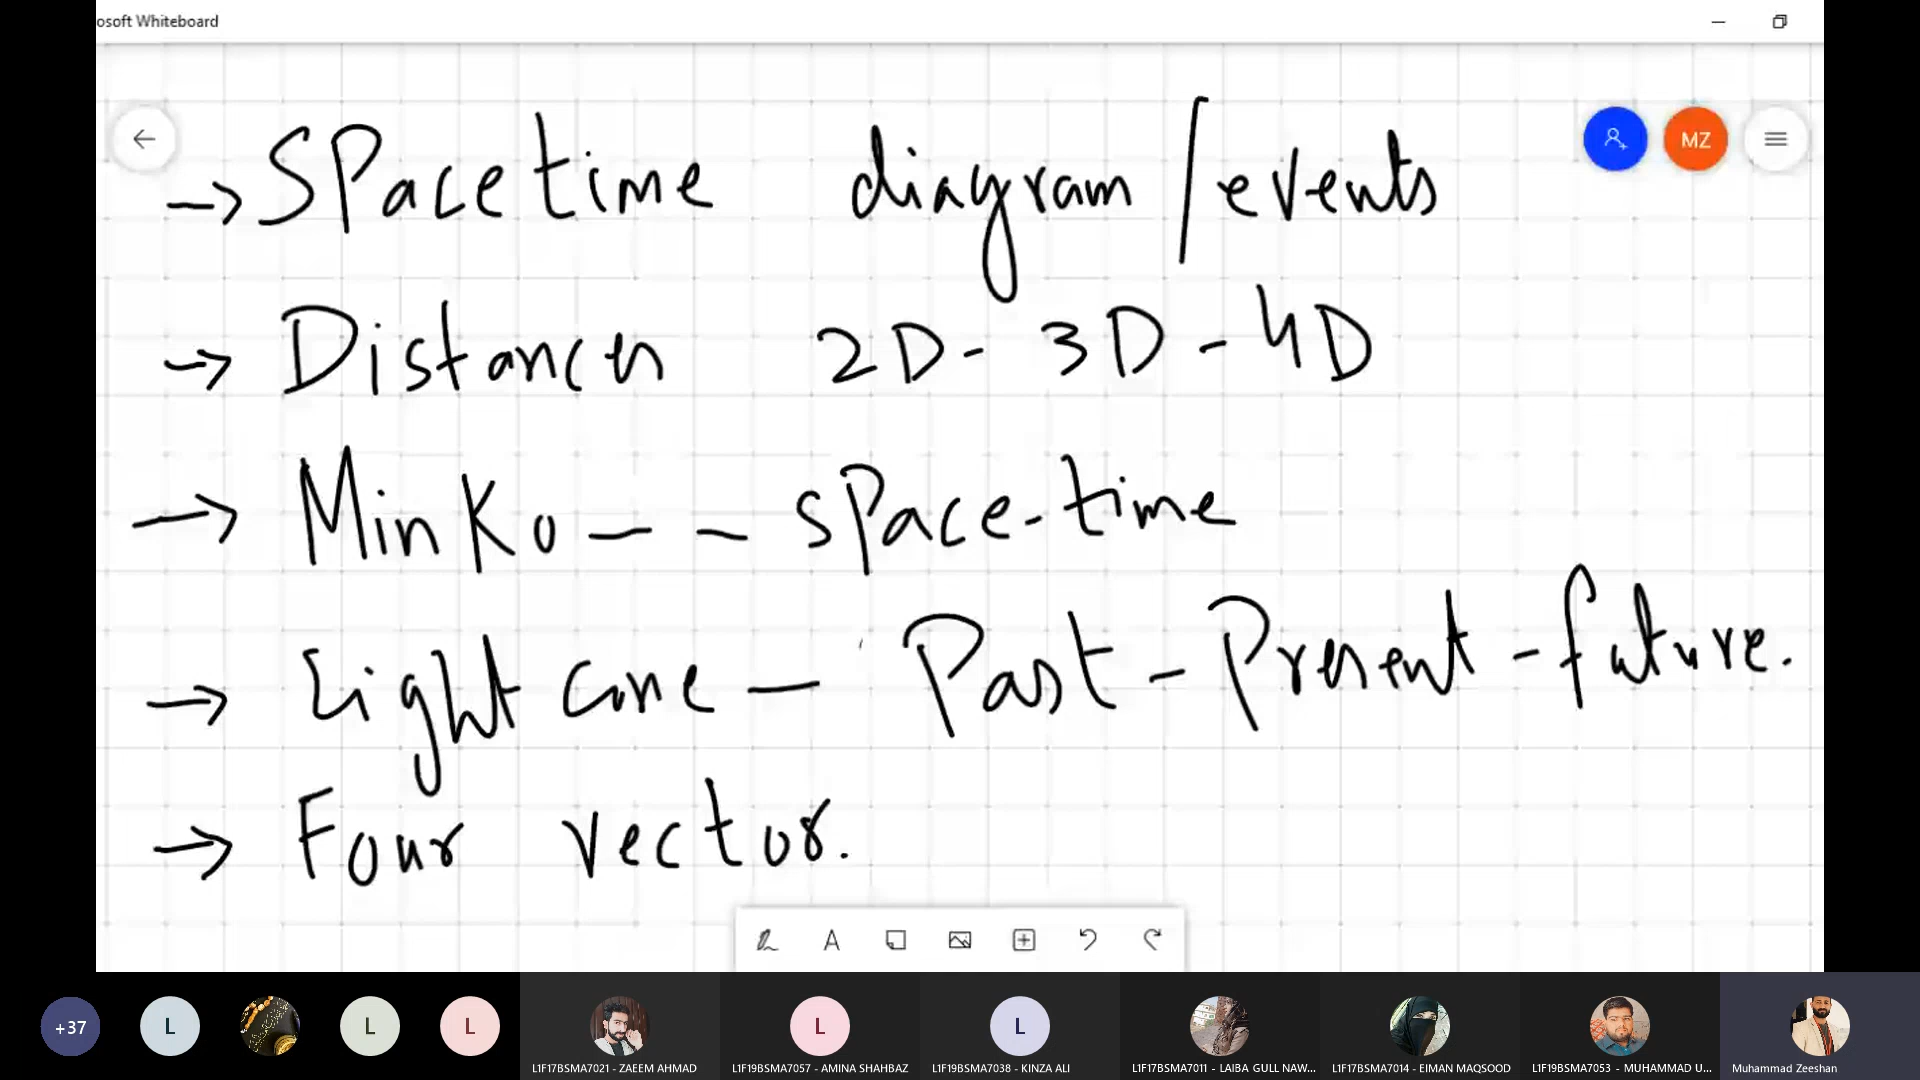 osoft Whiteboard
MZ
→ SPacetime diagram / events
→ Distances 2D - 3D - 4D
→ MinKo - - sPace-time
→ Light cone - Past - Present - future.
→ Four vector.
A
+37
L
L
L
L
L
L1F17BSMA7021 - ZAEEM AHMAD
L1F19BSMA7057 - AMINA SHAHBAZ
L1F19BSMA7038 - KINZA ALI
L1F17BSMA7011 - LAIBA GULL NAW...
L1F17BSMA7014 - EIMAN MAQSOOD
L1F19BSMA7053 - MUHAMMAD U...
Muhammad Zeeshan